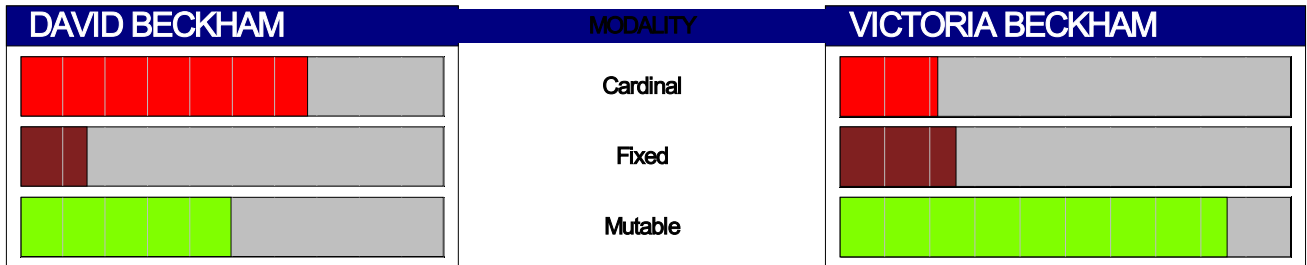 DAVID BECKHAM MODALITY VICTORIA BECKHAM
Cardinal
Fixed
Mutable